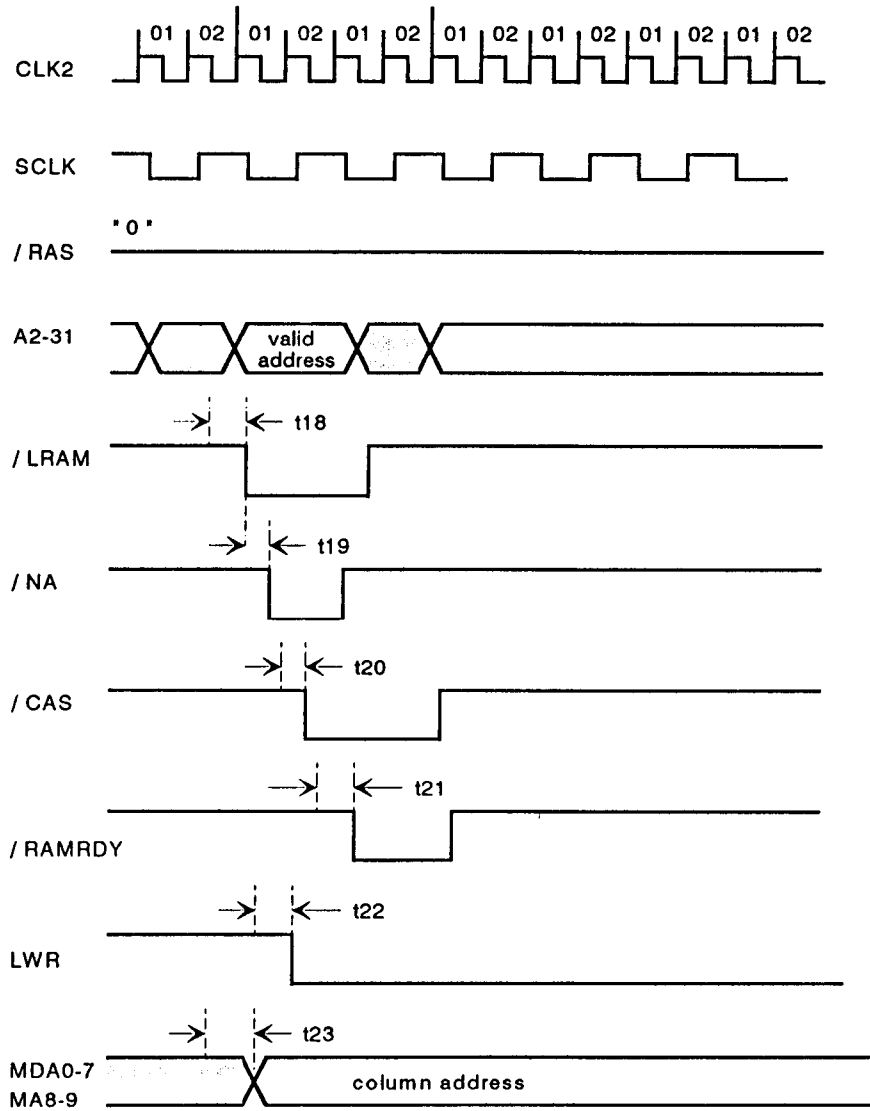 01 02 01 02 01 02 01 02 01 02 01 02 01 02
CLK2
SCLK
" 0 "
/ RAS
A2-31
valid
address
t18
/ LRAM
t19
/ NA
t20
/ CAS
t21
/ RAMRDY
t22
LWR
t23
MDA0-7
column address
MA8-9